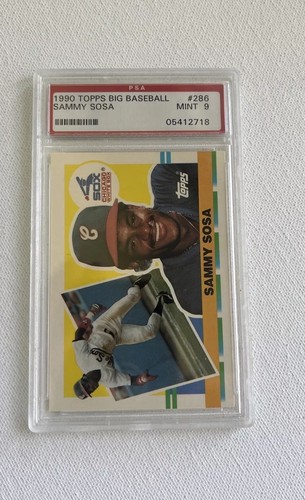 PSA
1990 TOPPS BIG BASEBALL #286
SAMMY SOSA MINT 9
05412718
SOX
CHICAGO
WHITE SOX
TOPPS
SAMMY SOSA